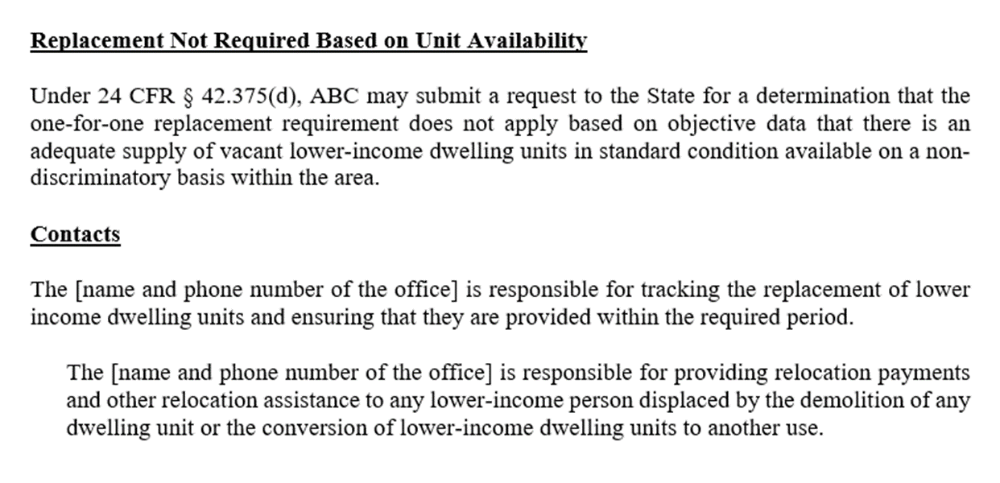 Replacement Not Required Based on Unit Availability
Under 24 CFR § 42.375(d), ABC may submit a request to the State for a determination that the
one-for-one replacement requirement does not apply based on objective data that there is an
adequate supply of vacant lower-income dwelling units in standard condition available on a non-
discriminatory basis within the area.
Contacts
The [name and phone number of the office] is responsible for tracking the replacement of lower
income dwelling units and ensuring that they are provided within the required period.
The [name and phone number of the office] is responsible for providing relocation payments
and other relocation assistance to any lower-income person displaced by the demolition of any
dwelling unit or the conversion of lower-income dwelling units to another use.